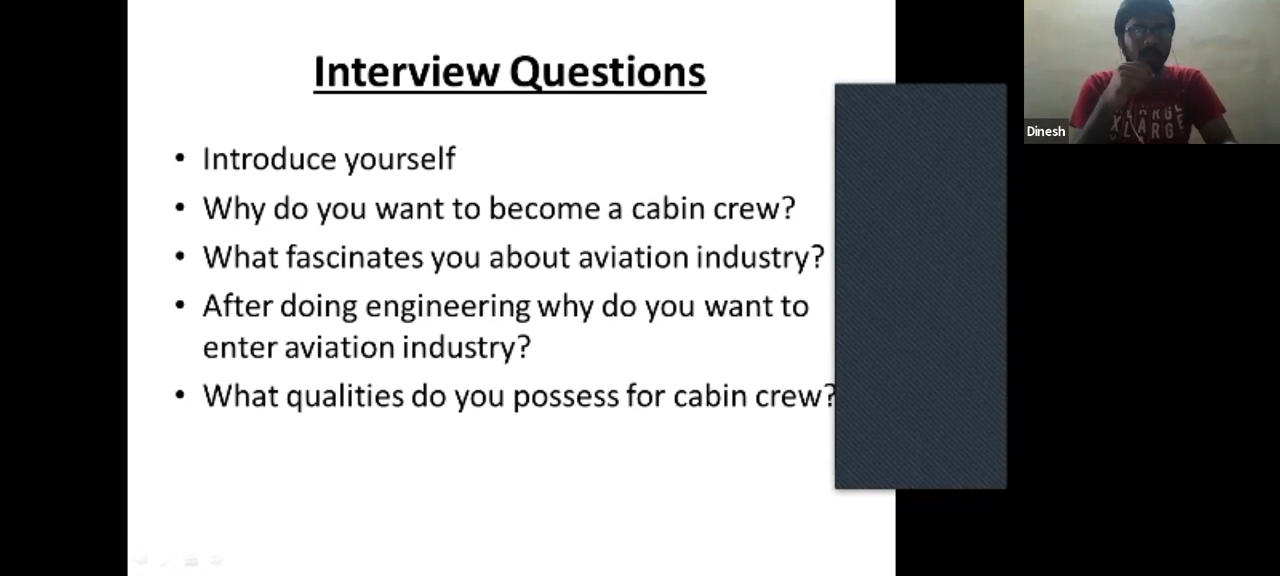 Interview Questions
• Introduce yourself
• Why do you want to become a cabin crew?
• What fascinates you about aviation industry?
• After doing engineering why do you want to
enter aviation industry?
• What qualities do you possess for cabin crew?
Dinesh
XLARGE